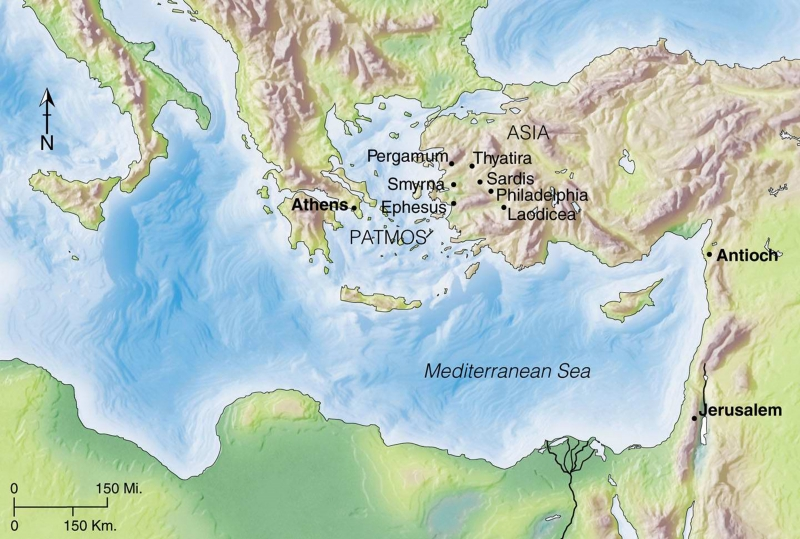 N
ASIA
Pergamum
Thyatira
Smyrna
Sardis
Philadelphia
Athens
Ephesus
Laodicea
PATMOS
Antioch
Mediterranean Sea
Jerusalem
0 150 Mi.
0 150 Km.